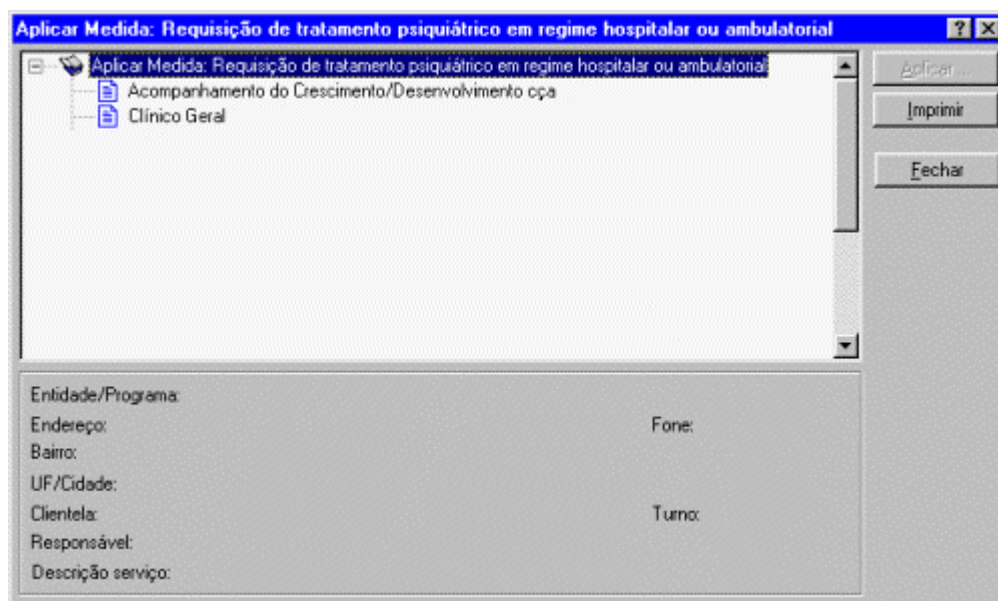 Aplicar Medida: Requisição de tratamento psiquiátrico em regime hospitalar ou ambulatorial
Aplicar Medida: Requisição de tratamento psiquiátrico em regime hospitalar ou ambulatorial
Acompanhamento do Crescimento/Desenvolvimento cça
Clínico Geral
Aplicar ...
Imprimir
Fechar
Entidade/Programa:
Endereço: Fone:
Bairro:
UF/Cidade:
Clientela: Turno:
Responsável:
Descrição serviço: